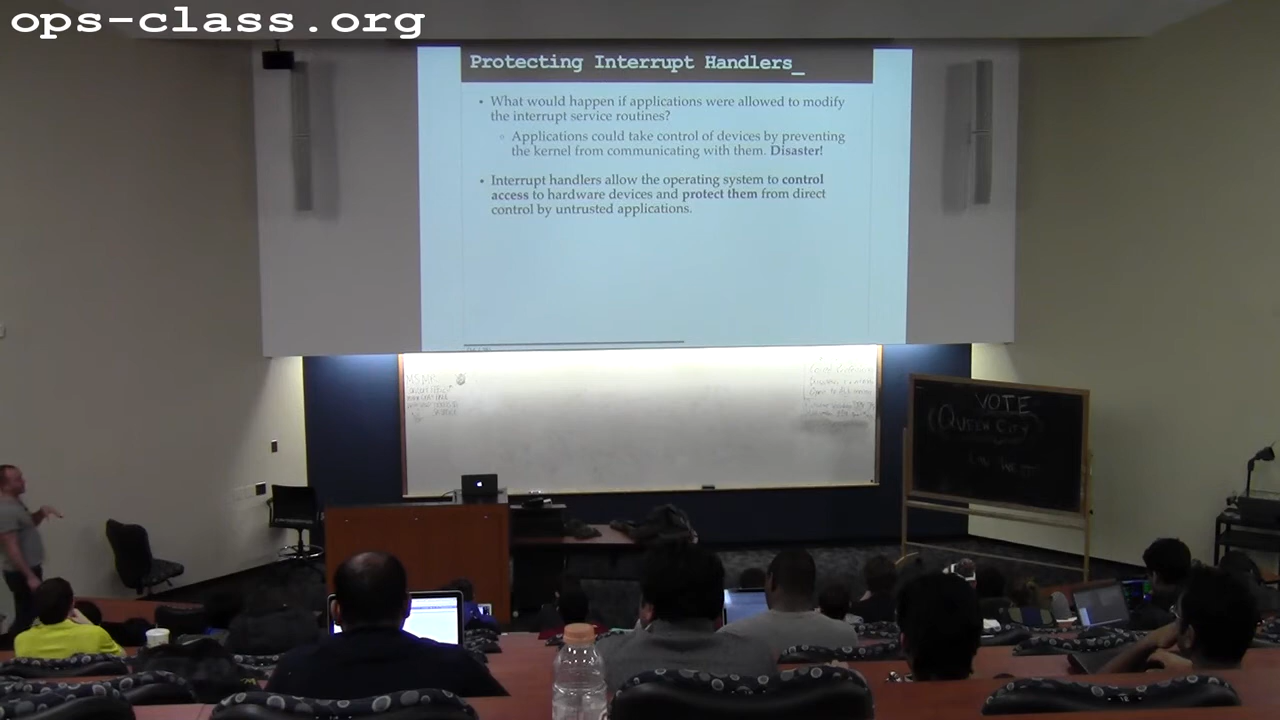 ops-class.org
Protecting Interrupt Handlers_
• What would happen if applications were allowed to modify
the interrupt service routines?
◦ Applications could take control of devices by preventing
the kernel from communicating with them. Disaster!
• Interrupt handlers allow the operating system to control
access to hardware devices and protect them from direct
control by untrusted applications.
VOTE
QUEEN CITY